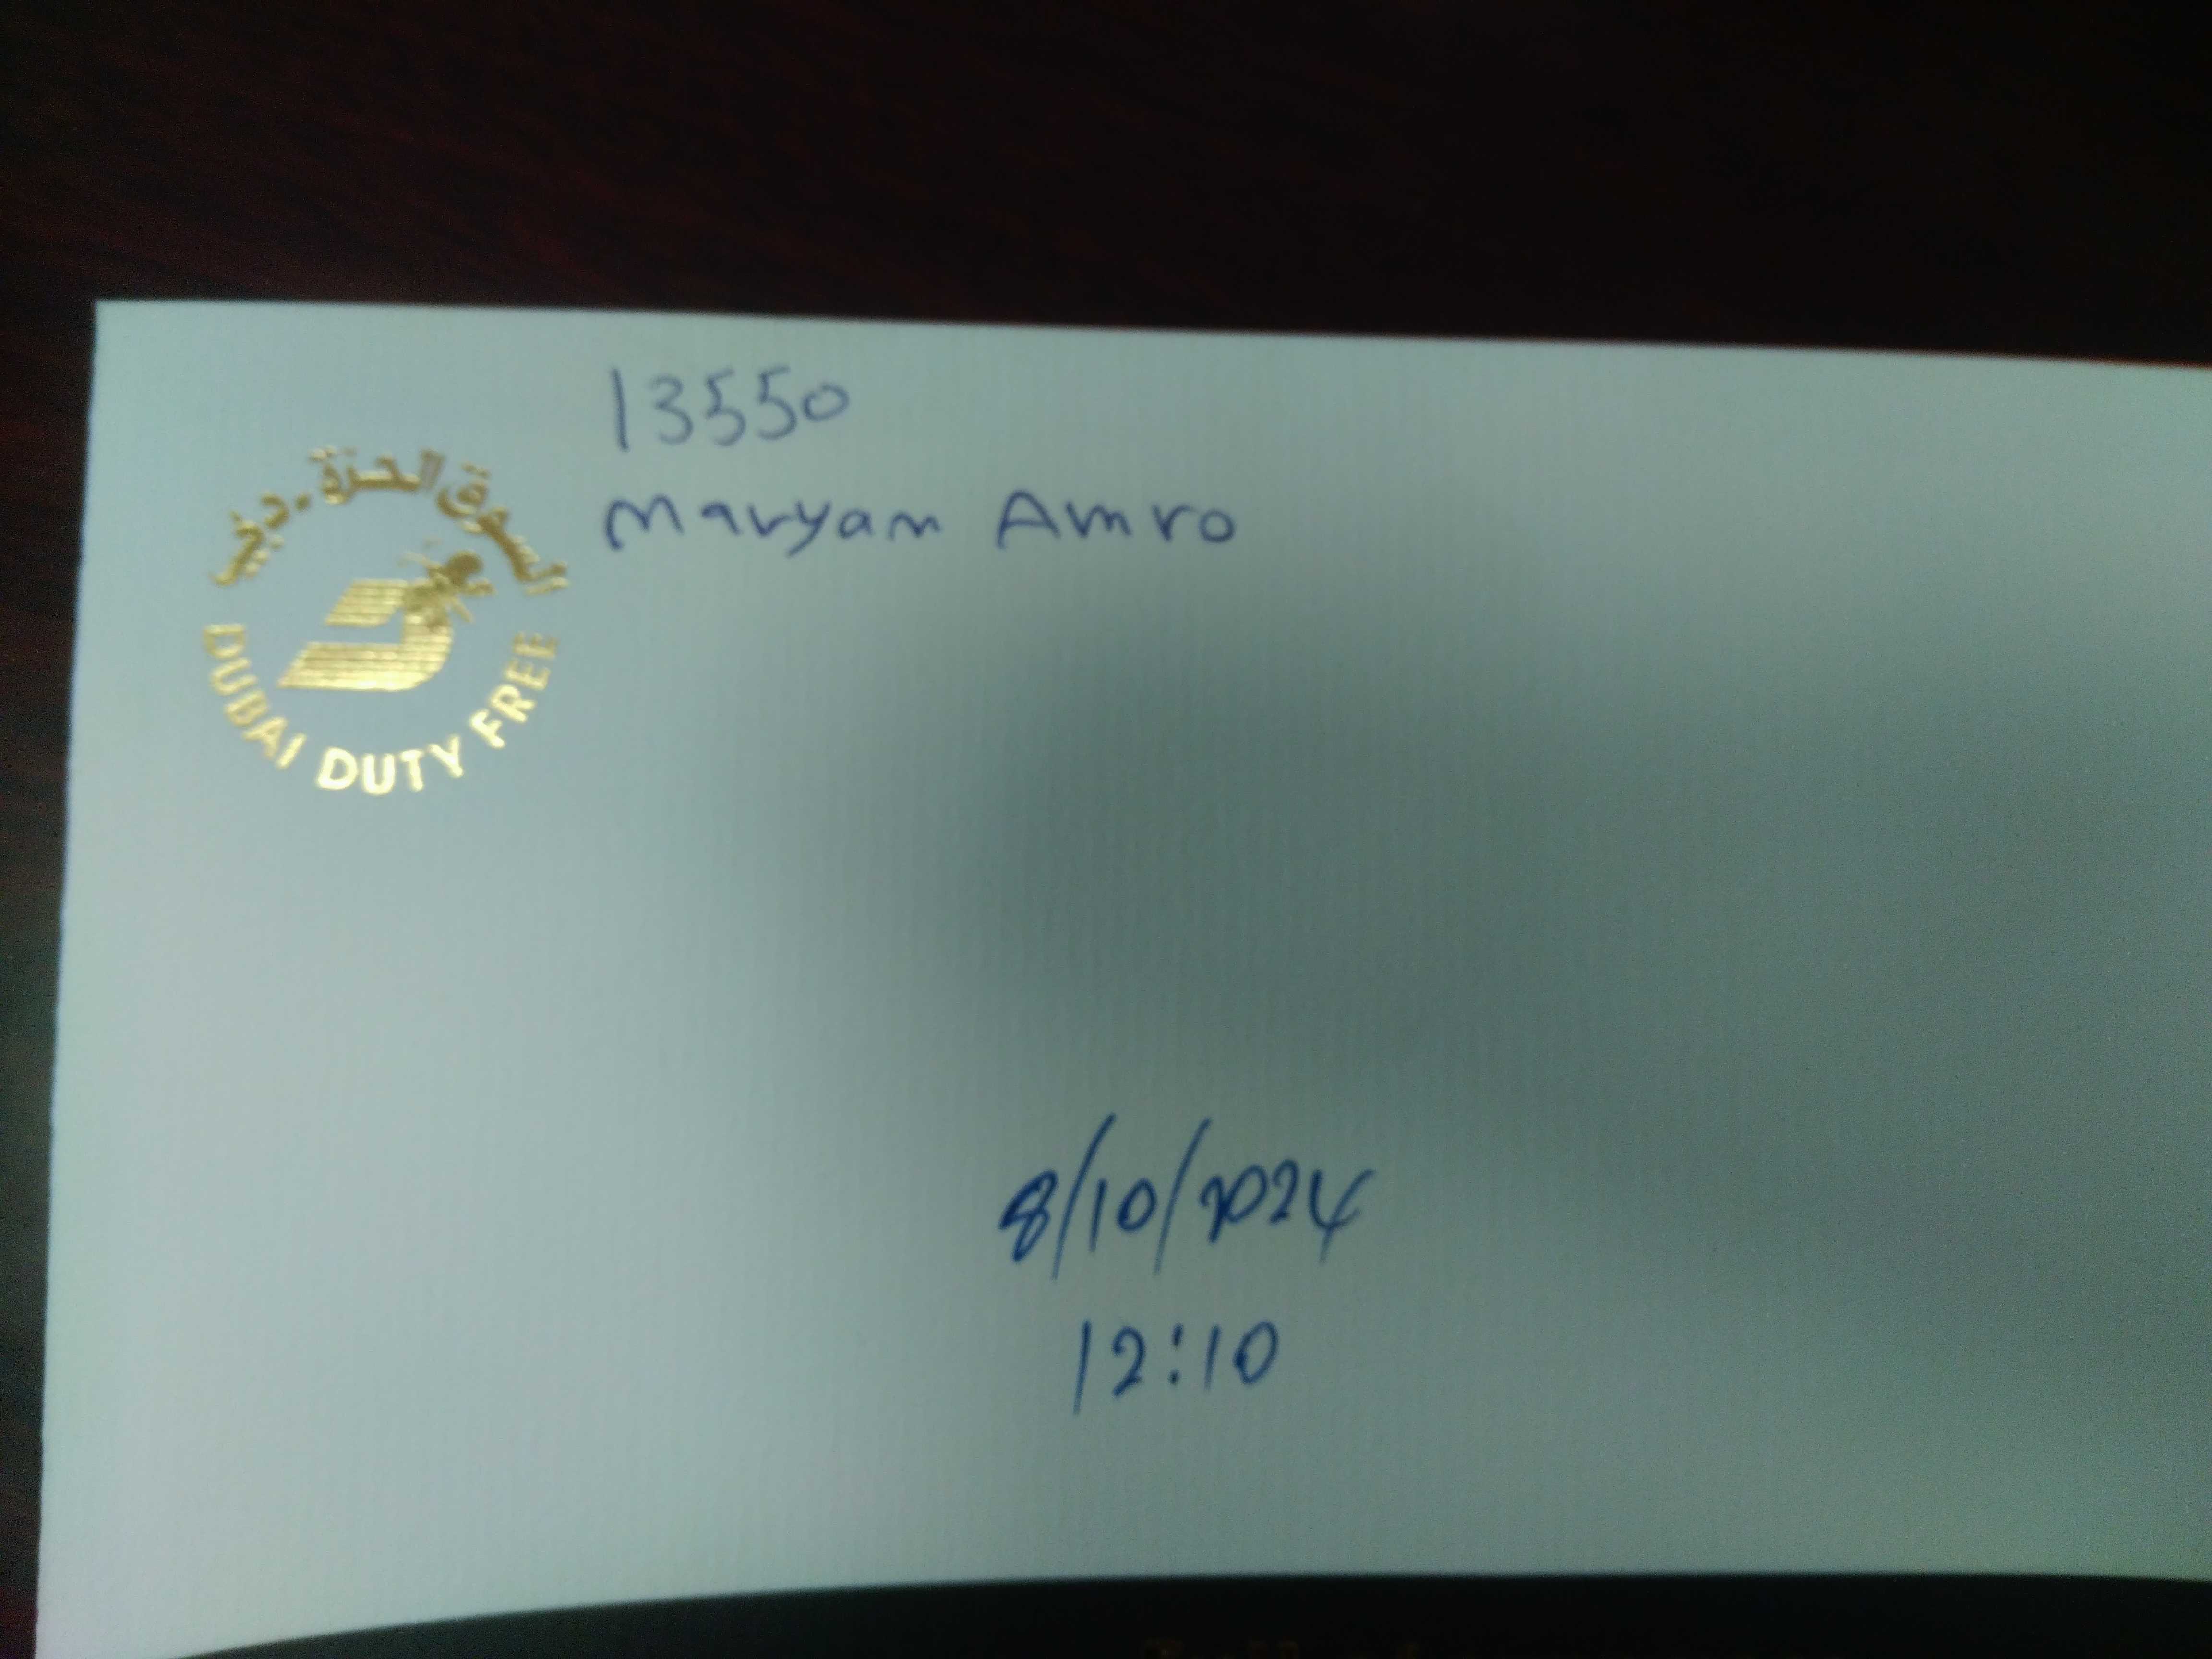 13550
Maryam Amro
السوق الحرة - دبي
DUBAI DUTY FREE
8/10/2024
12:10